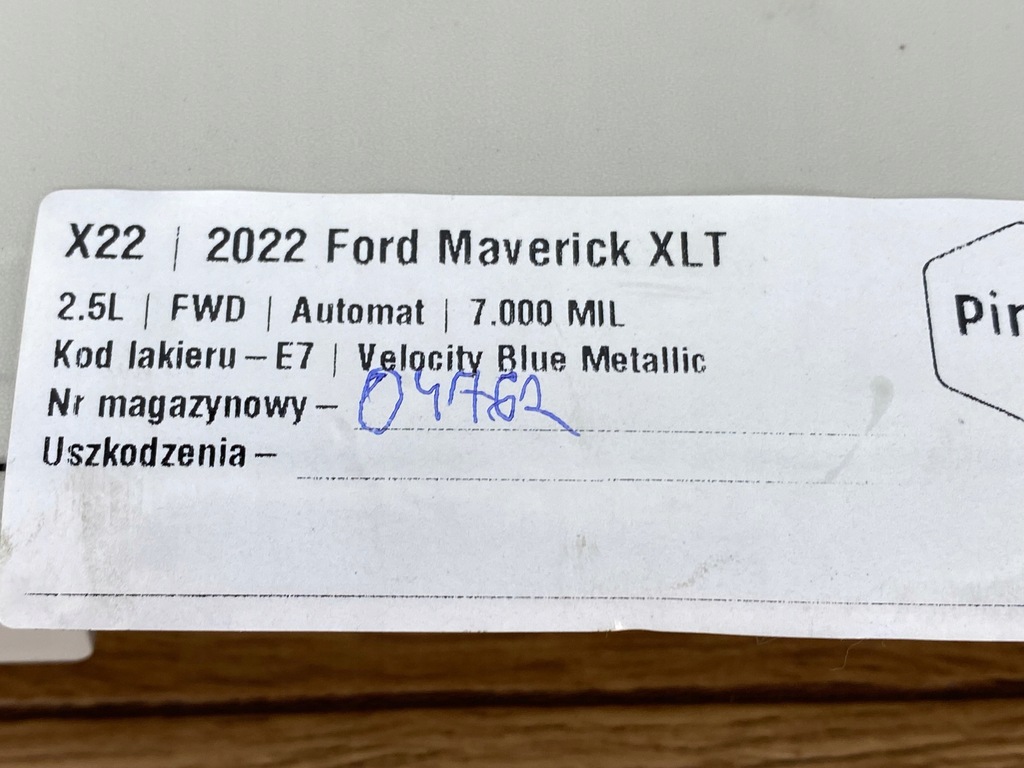 X22 | 2022 Ford Maverick XLT
2.5L | FWD | Automat | 7.000 MIL
Kod lakieru – E7 | Velocity Blue Metallic
Nr magazynowy – 04762
Uszkodzenia –
Pin